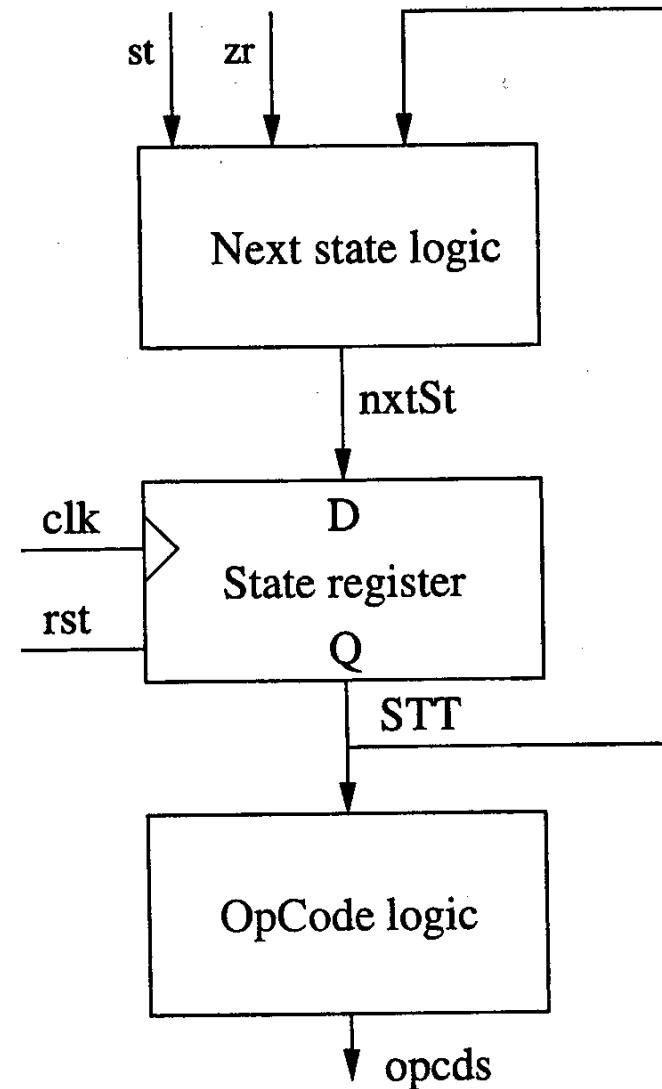 st
zr
Next state logic
nxtSt
clk
D
State register
rst
Q
STT
OpCode logic
opcds